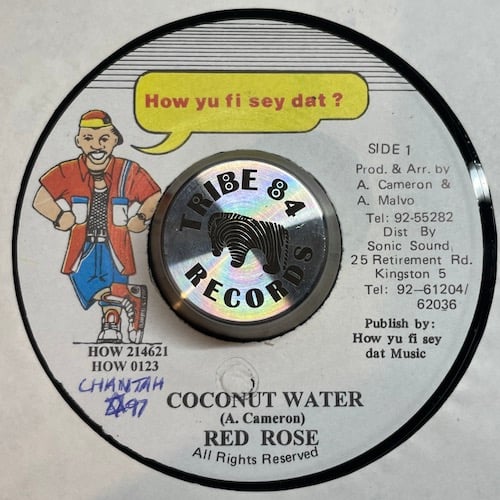 How yu fi sey dat ?
SIDE 1
Prod. & Arr. by
A. Cameron &
A. Malvo
Tel: 92-55282
Dist By
Sonic Sound
25 Retirement Rd.
Kingston 5
Tel: 92-61204/
62036
Publish by:
How yu fi sey
dat Music
TRIBE 84
RECORDS
HOW 214621
HOW 0123
CHANTAH
97
COCONUT WATER
(A. Cameron)
RED ROSE
All Rights Reserved